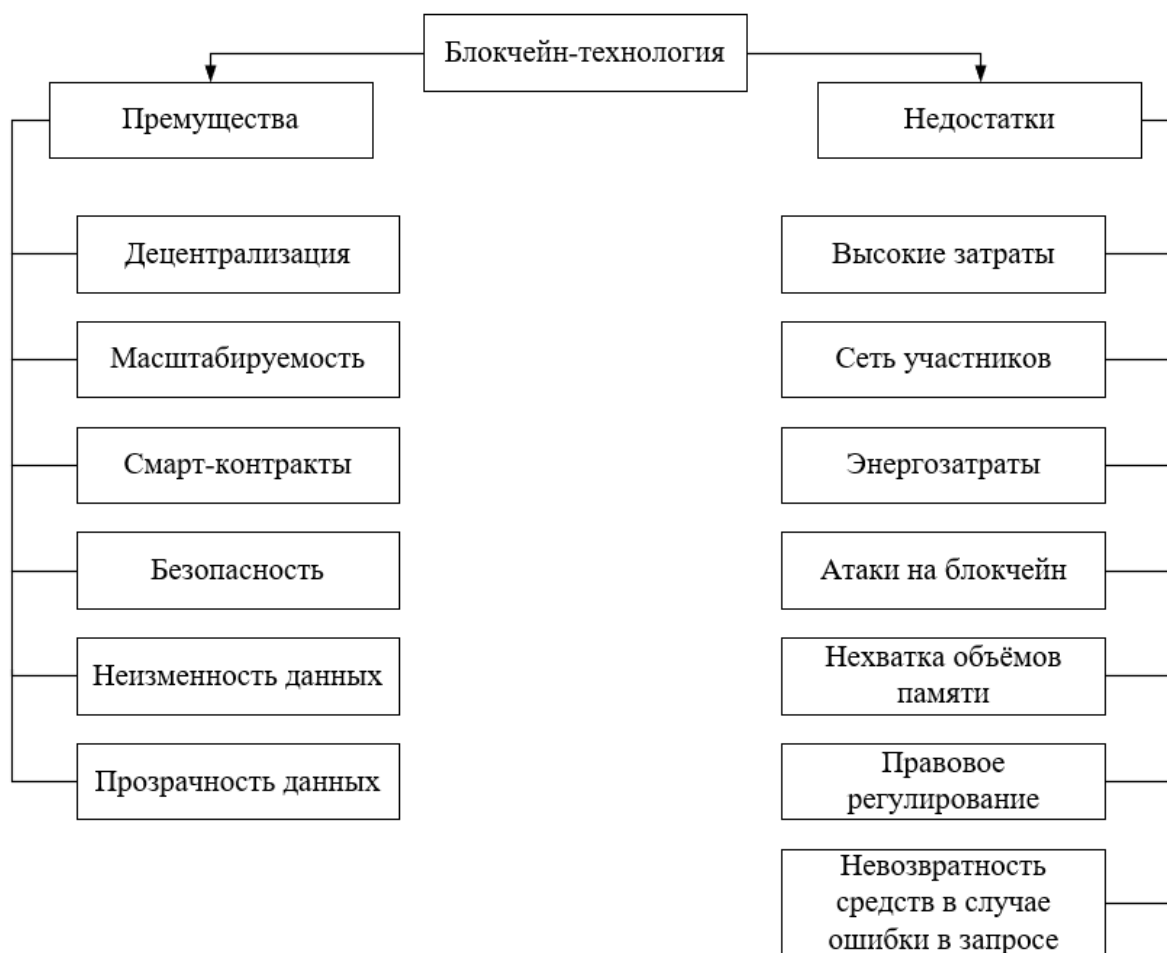 Блокчейн-технология
Премущества
Недостатки
Децентрализация
Высокие затраты
Масштабируемость
Сеть участников
Смарт-контракты
Энергозатраты
Безопасность
Атаки на блокчейн
Неизменность данных
Нехватка объёмов
памяти
Прозрачность данных
Правовое
регулирование
Невозвратность
средств в случае
ошибки в запросе